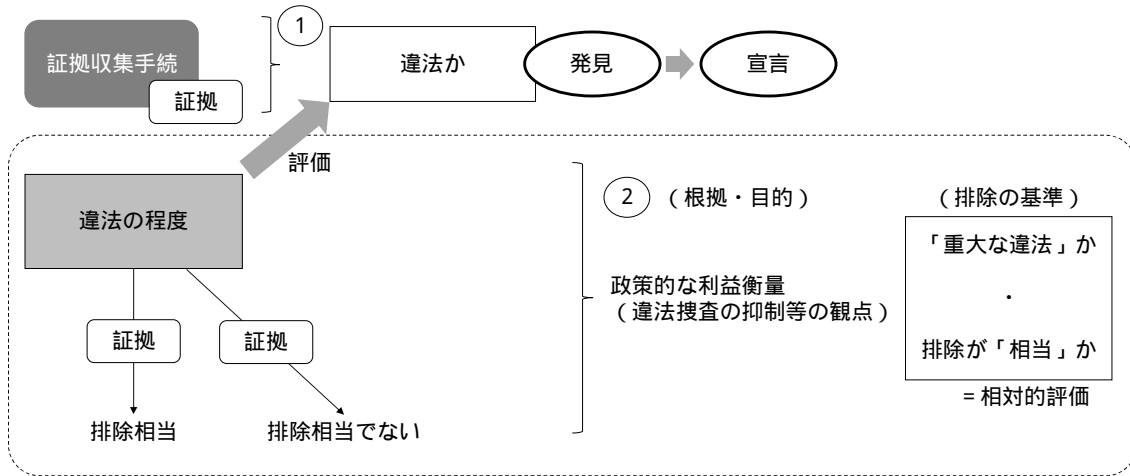 証拠収集手続
証拠
1
違法か
発見
宣言
評価
違法の程度
証拠
証拠
排除相当
排除相当でない
2
（根拠・目的）
政策的な利益衡量
（違法捜査の抑制等の観点）
（排除の基準）
「重大な違法」か
・
排除が「相当」か
＝相対的評価